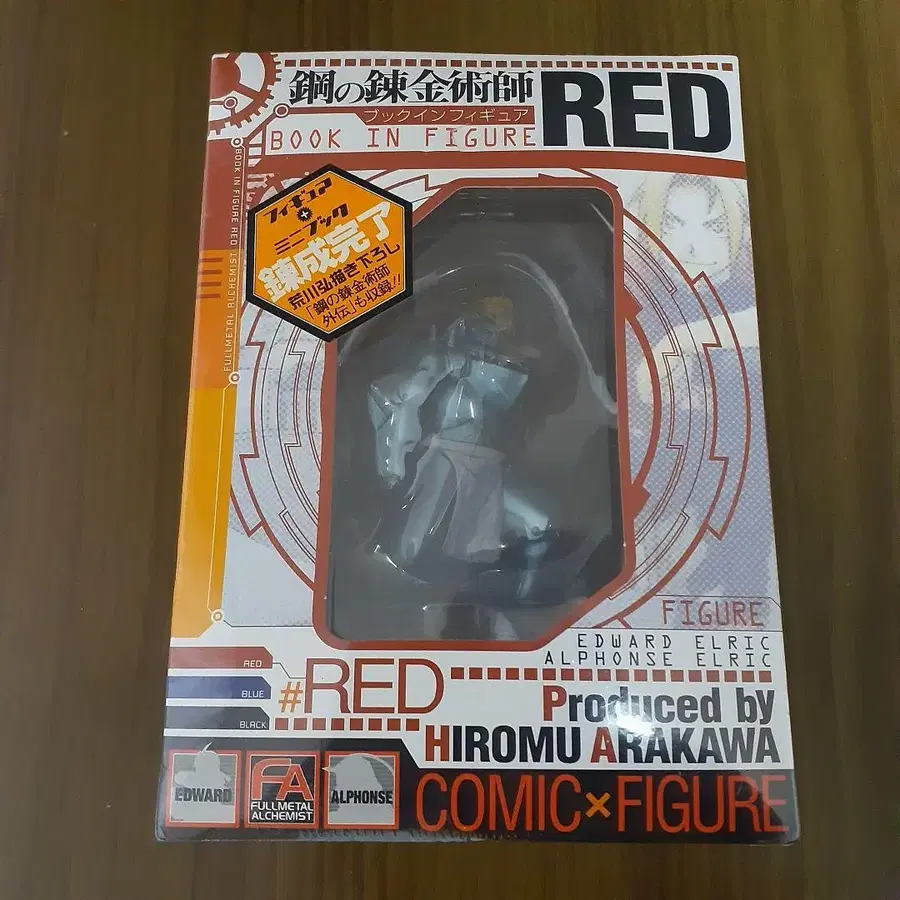 鋼の錬金術師
ブックインフィギュア
BOOK IN FIGURE
RED
BOOK IN FIGURE RED
FULLMETAL ALCHEMIST
フィギュア
+
ミニブック
錬成完了
荒川弘描き下ろし
「鋼の錬金術師
外伝」も収録!!
FIGURE
EDWARD ELRIC
ALPHONSE ELRIC
RED
BLUE
BLACK
#RED
Produced by
HIROMU ARAKAWA
EDWARD
FA
FULLMETAL
ALCHEMIST
ALPHONSE
COMIC×FIGURE